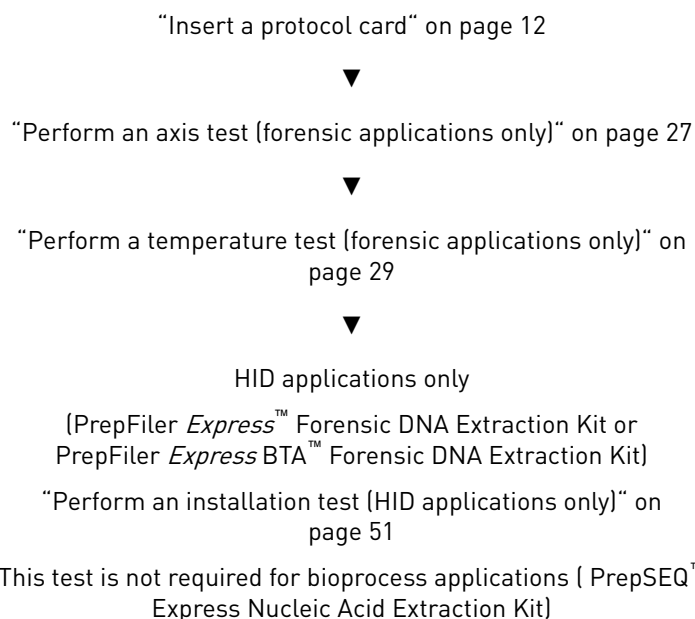 “Insert a protocol card“ on page 12
▼
“Perform an axis test (forensic applications only)“ on page 27
▼
“Perform a temperature test (forensic applications only)“ on
page 29
▼
HID applications only
(PrepFiler Express™ Forensic DNA Extraction Kit or
PrepFiler Express BTA™ Forensic DNA Extraction Kit)
“Perform an installation test (HID applications only)“ on
page 51
This test is not required for bioprocess applications ( PrepSEQ™
Express Nucleic Acid Extraction Kit)